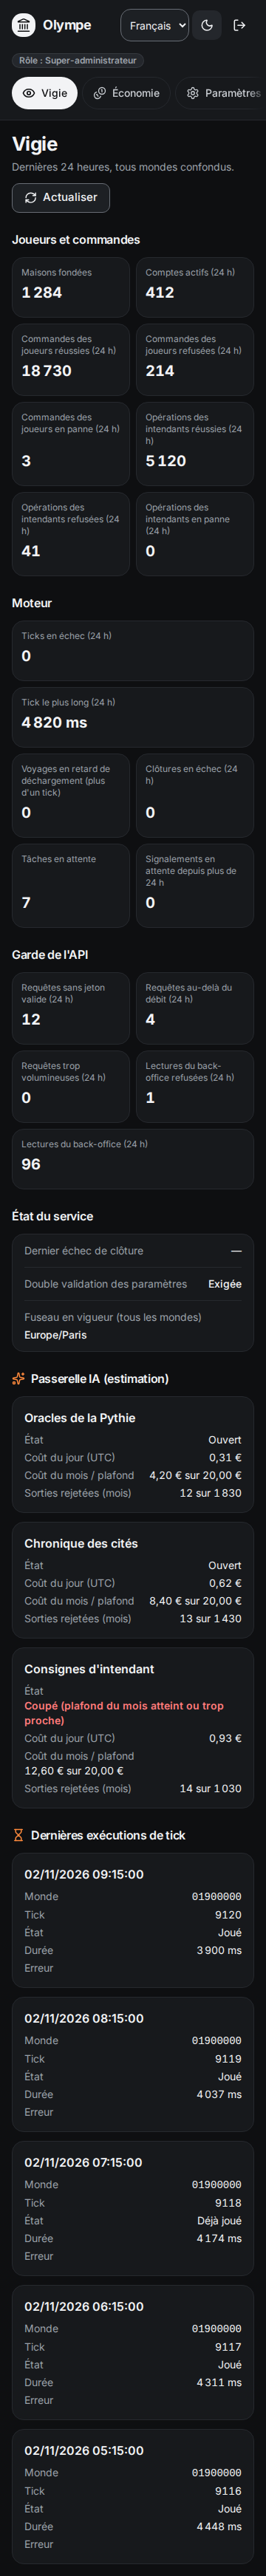 Olympe
Français
Rôle : Super-administrateur
Vigie
Économie
Paramètres
Vigie
Dernières 24 heures, tous mondes confondus.
Actualiser
Joueurs et commandes
Maisons fondées
1 284
Comptes actifs (24 h)
412
Commandes des
joueurs réussies (24 h)
18 730
Commandes des
joueurs refusées (24 h)
214
Commandes des
joueurs en panne (24 h)
3
Opérations des
intendants réussies (24
h)
5 120
Opérations des
intendants refusées (24
h)
41
Opérations des
intendants en panne
(24 h)
0
Moteur
Ticks en échec (24 h)
0
Tick le plus long (24 h)
4 820 ms
Voyages en retard de
déchargement (plus
d'un tick)
0
Clôtures en échec (24
h)
0
Tâches en attente
7
Signalements en
attente depuis plus de
24 h
0
Garde de l'API
Requêtes sans jeton
valide (24 h)
12
Requêtes au-delà du
débit (24 h)
4
Requêtes trop
volumineuses (24 h)
0
Lectures du back-
office refusées (24 h)
1
Lectures du back-office (24 h)
96
État du service
Dernier échec de clôture —
Double validation des paramètres Exigée
Fuseau en vigueur (tous les mondes)
Europe/Paris
Passerelle IA (estimation)
Oracles de la Pythie
État Ouvert
Coût du jour (UTC) 0,31 €
Coût du mois / plafond 4,20 € sur 20,00 €
Sorties rejetées (mois) 12 sur 1 830
Chronique des cités
État Ouvert
Coût du jour (UTC) 0,62 €
Coût du mois / plafond 8,40 € sur 20,00 €
Sorties rejetées (mois) 13 sur 1 430
Consignes d'intendant
État
Coupé (plafond du mois atteint ou trop
proche)
Coût du jour (UTC) 0,93 €
Coût du mois / plafond
12,60 € sur 20,00 €
Sorties rejetées (mois) 14 sur 1 030
Dernières exécutions de tick
02/11/2026 09:15:00
Monde 01900000
Tick 9120
État Joué
Durée 3 900 ms
Erreur
02/11/2026 08:15:00
Monde 01900000
Tick 9119
État Joué
Durée 4 037 ms
Erreur
02/11/2026 07:15:00
Monde 01900000
Tick 9118
État Déjà joué
Durée 4 174 ms
Erreur
02/11/2026 06:15:00
Monde 01900000
Tick 9117
État Joué
Durée 4 311 ms
Erreur
02/11/2026 05:15:00
Monde 01900000
Tick 9116
État Joué
Durée 4 448 ms
Erreur